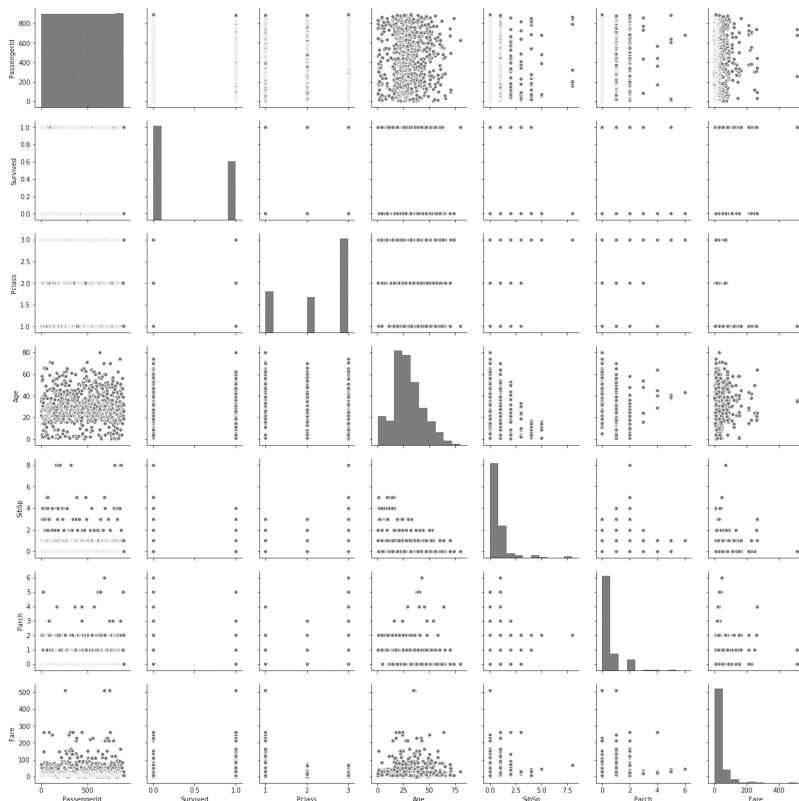 PassengerId
800
600
400
200
0
Survived
1.0
0.8
0.6
0.4
0.2
0.0
Pclass
3.0
2.5
2.0
1.5
1.0
Age
80
60
40
20
0
SibSp
8
6
4
2
0
Parch
6
5
4
3
2
1
0
Fare
500
400
300
200
100
0
0 500
0.0 0.5 1.0
1 2 3
0 25 50 75
0.0 2.5 5.0 7.5
0 2 4 6
0 200 400
PassengerId Survived Pclass Age SibSp Parch Fare